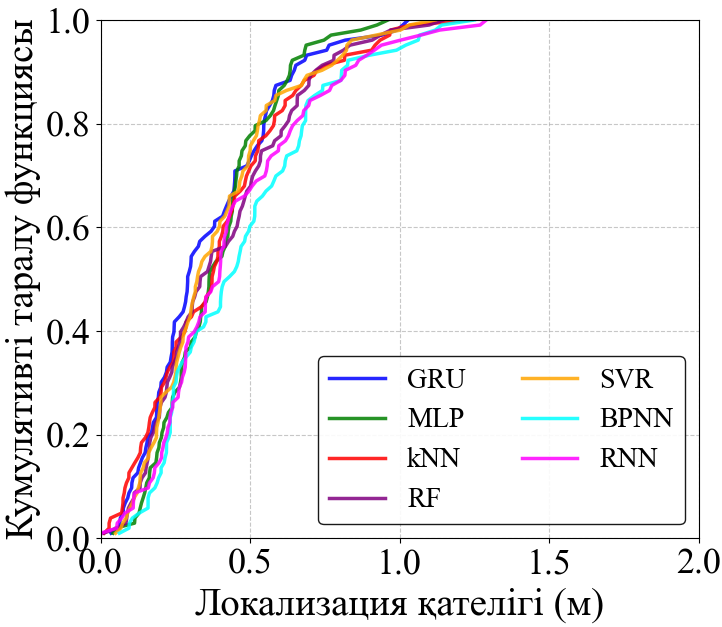 Кумулятивті таралу функциясы
1.0
0.8
0.6
0.4
0.2
0.0
0.0 0.5 1.0 1.5 2.0
Локализация қателігі (м)
GRU SVR
MLP BPNN
kNN RNN
RF